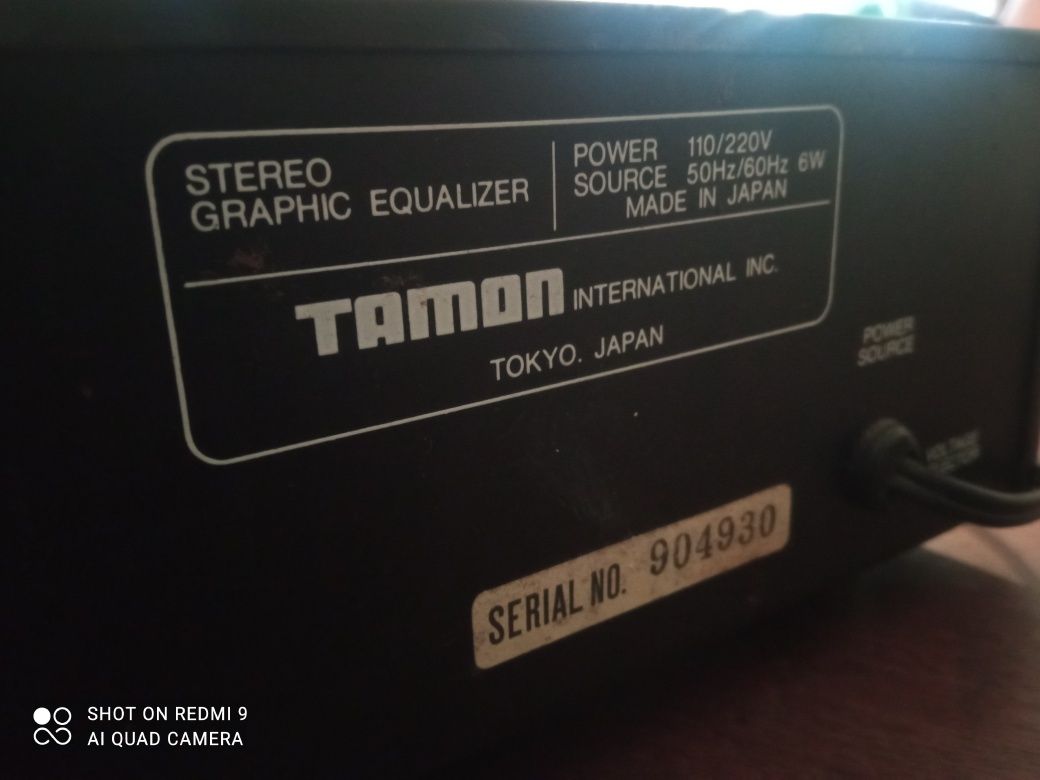 STEREO
GRAPHIC EQUALIZER
POWER 110/220V
SOURCE 50Hz/60Hz 6W
MADE IN JAPAN
TAMON INTERNATIONAL INC.
TOKYO. JAPAN
POWER
SOURCE
VOLTAGE
SERIAL NO. 904930
SHOT ON REDMI 9
AI QUAD CAMERA